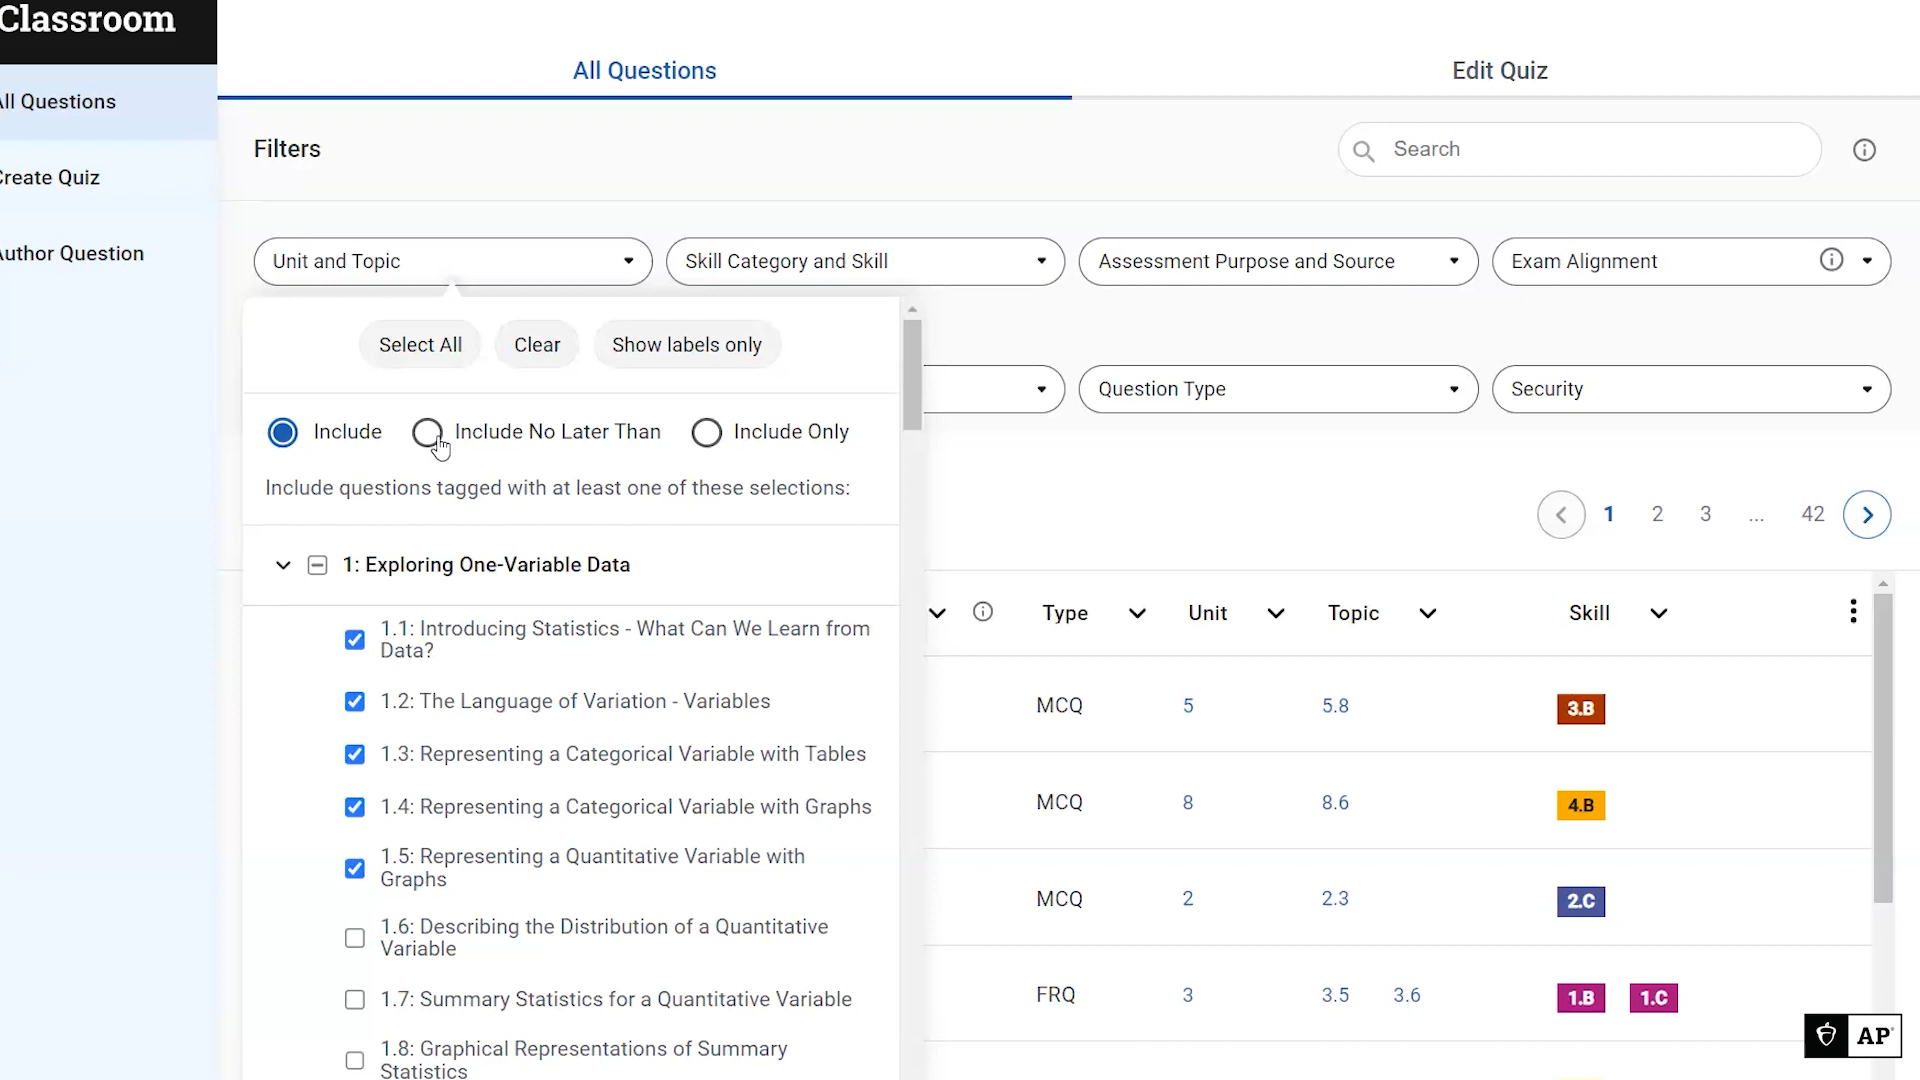 Classroom
All Questions
Edit Quiz
ll Questions
Create Quiz
Author Question
Filters
Search
Unit and Topic
Skill Category and Skill
Assessment Purpose and Source
Exam Alignment
Select All
Clear
Show labels only
Question Type
Security
Include
Include No Later Than
Include Only
Include questions tagged with at least one of these selections:
1
2
3
...
42
1: Exploring One-Variable Data
1.1: Introducing Statistics - What Can We Learn from
Data?
1.2: The Language of Variation - Variables
1.3: Representing a Categorical Variable with Tables
1.4: Representing a Categorical Variable with Graphs
1.5: Representing a Quantitative Variable with
Graphs
1.6: Describing the Distribution of a Quantitative
Variable
1.7: Summary Statistics for a Quantitative Variable
1.8: Graphical Representations of Summary
Statistics
Type
Unit
Topic
Skill
MCQ
5
5.8
3.B
MCQ
8
8.6
4.B
MCQ
2
2.3
2.C
FRQ
3
3.5
3.6
1.B
1.C
AP